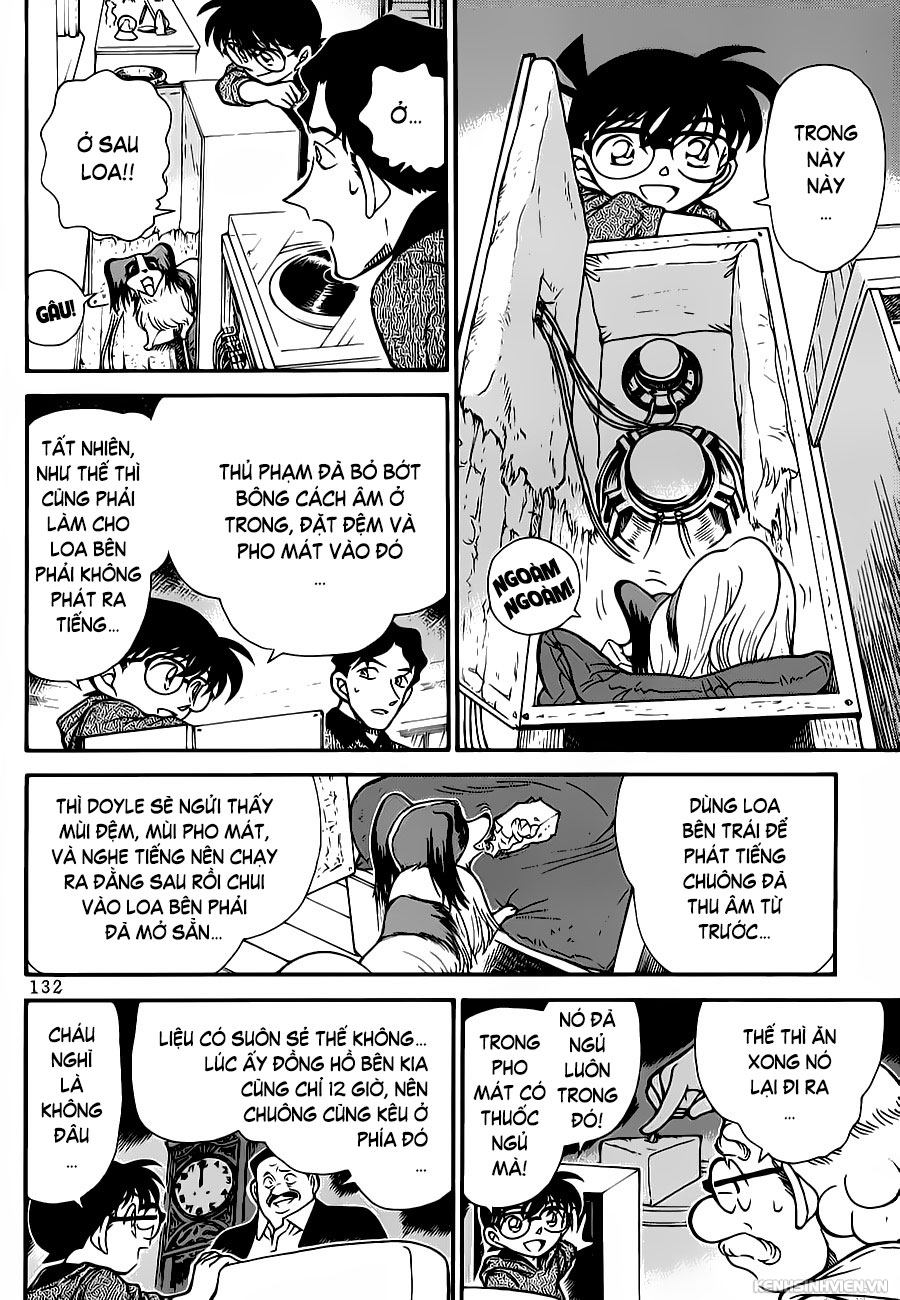 TRONG
NÀY
NÀY
...
Ở...
Ở SAU
LOA!!
GÂU!
NGOÀM
NGOÀM!
THỦ PHẠM ĐÃ BỎ BỚT
BÔNG CÁCH ÂM Ở
TRONG, ĐẶT ĐỆM VÀ
PHO MÁT VÀO ĐÓ
...
TẤT NHIÊN,
NHƯ THẾ THÌ
CŨNG PHẢI
LÀM CHO
LOA BÊN
PHẢI KHÔNG
PHÁT RA
TIẾNG...
DÙNG LOA
BÊN TRÁI ĐỂ
PHÁT TIẾNG
CHUÔNG ĐÃ
THU ÂM TỪ
TRƯỚC...
THÌ DOYLE SẼ NGỬI THẤY
MÙI ĐỆM, MÙI PHO MÁT,
VÀ NGHE TIẾNG NÊN CHẠY
RA ĐẰNG SAU RỒI CHUI
VÀO LOA BÊN PHẢI
ĐÃ MỞ SẴN...
132
THẾ THÌ ĂN
XONG NÓ
LẠI ĐI RA
...
NÓ ĐÃ
NGỦ
LUÔN
TRONG
ĐÓ!
TRONG
PHO
MÁT CÓ
THUỐC
NGỦ
MÀ!
LIỆU CÓ SUÔN SẺ THẾ KHÔNG...
LÚC ẤY ĐỒNG HỒ BÊN KIA
CŨNG CHỈ 12 GIỜ, NÊN
CHUÔNG CŨNG KÊU Ở
PHÍA ĐÓ
...
CHÁU
NGHĨ
LÀ
KHÔNG
ĐÂU
...
KENHSINHVIEN.VN